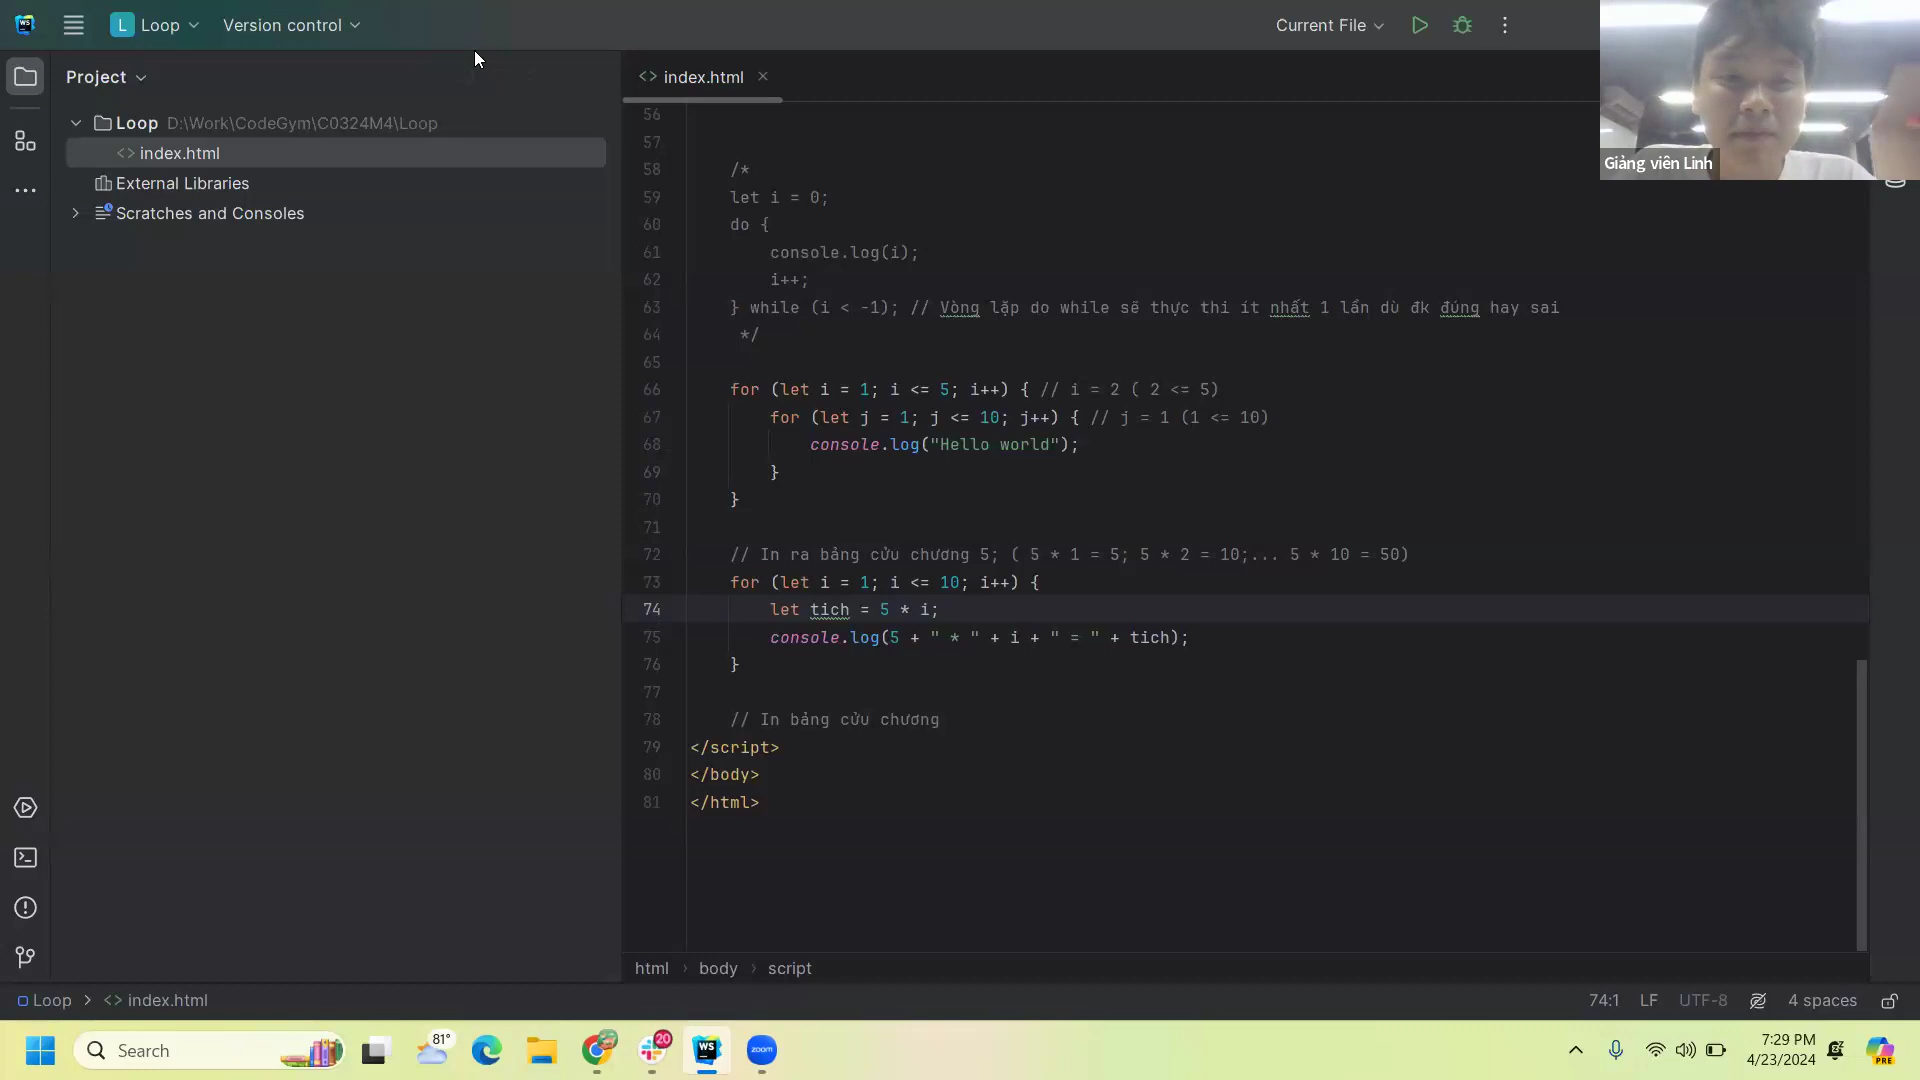 L Loop
Version control
Current File
Project
index.html
Loop D:\Work\CodeGym\C0324M4\Loop
index.html
External Libraries
Scratches and Consoles
Giảng viên Linh
56
57
58 /*
59 let i = 0;
60 do {
61 console.log(i);
62 i++;
63 } while (i < -1); // Vòng lặp do while sẽ thực thi ít nhất 1 lần dù đk đúng hay sai
64 */
65
66 for (let i = 1; i <= 5; i++) { // i = 2 ( 2 <= 5)
67 for (let j = 1; j <= 10; j++) { // j = 1 (1 <= 10)
68 console.log("Hello world");
69 }
70 }
71
72 // In ra bảng cửu chương 5; ( 5 * 1 = 5; 5 * 2 = 10;... 5 * 10 = 50)
73 for (let i = 1; i <= 10; i++) {
74 let tich = 5 * i;
75 console.log(5 + " * " + i + " = " + tich);
76 }
77
78 // In bảng cửu chương
79 </script>
80 </body>
81 </html>
html › body › script
Loop > <> index.html
74:1 LF UTF-8 4 spaces
Search
81°
20
WS
zoom
7:29 PM
4/23/2024
PRE